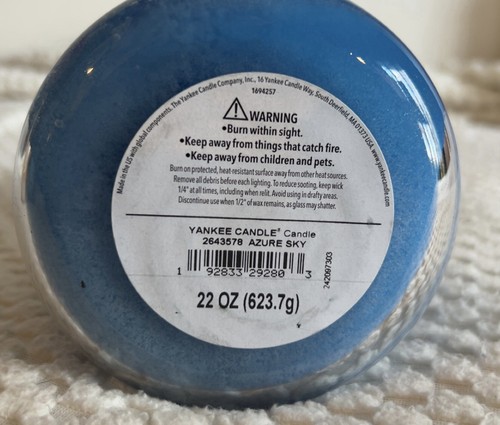 Made in the US with global components. The Yankee Candle Company, Inc., 16 Yankee Candle Way, South Deerfield, MA 01373 USA. www.yankeecandle.com
1694257
WARNING
•Burn within sight.
•Keep away from things that catch fire.
•Keep away from children and pets.
Burn on protected, heat-resistant surface away from other heat sources.
Remove all debris before each lighting. To reduce sooting, keep wick
1/4" at all times, including when relit. Avoid using in drafty areas.
Discontinue use when 1/2" of wax remains, as glass may shatter.
YANKEE CANDLE® Candle
2643578 AZURE SKY
1 92833 29280 3
242097303
22 OZ (623.7g)